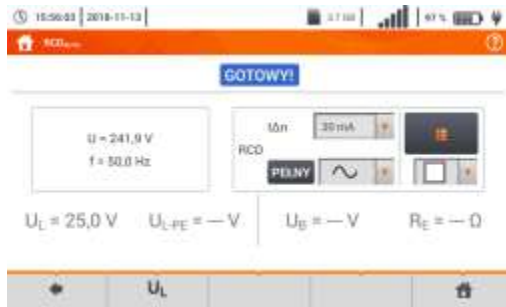 15:56:03 2018-11-13 97 %
GOTOWY!
U = 241,9 V
f = 50,0 Hz
IΔn 30 mA
RCD
PEŁNY
UL = 25,0 V UL-PE = --- V UB = --- V RE = --- Ω
UL